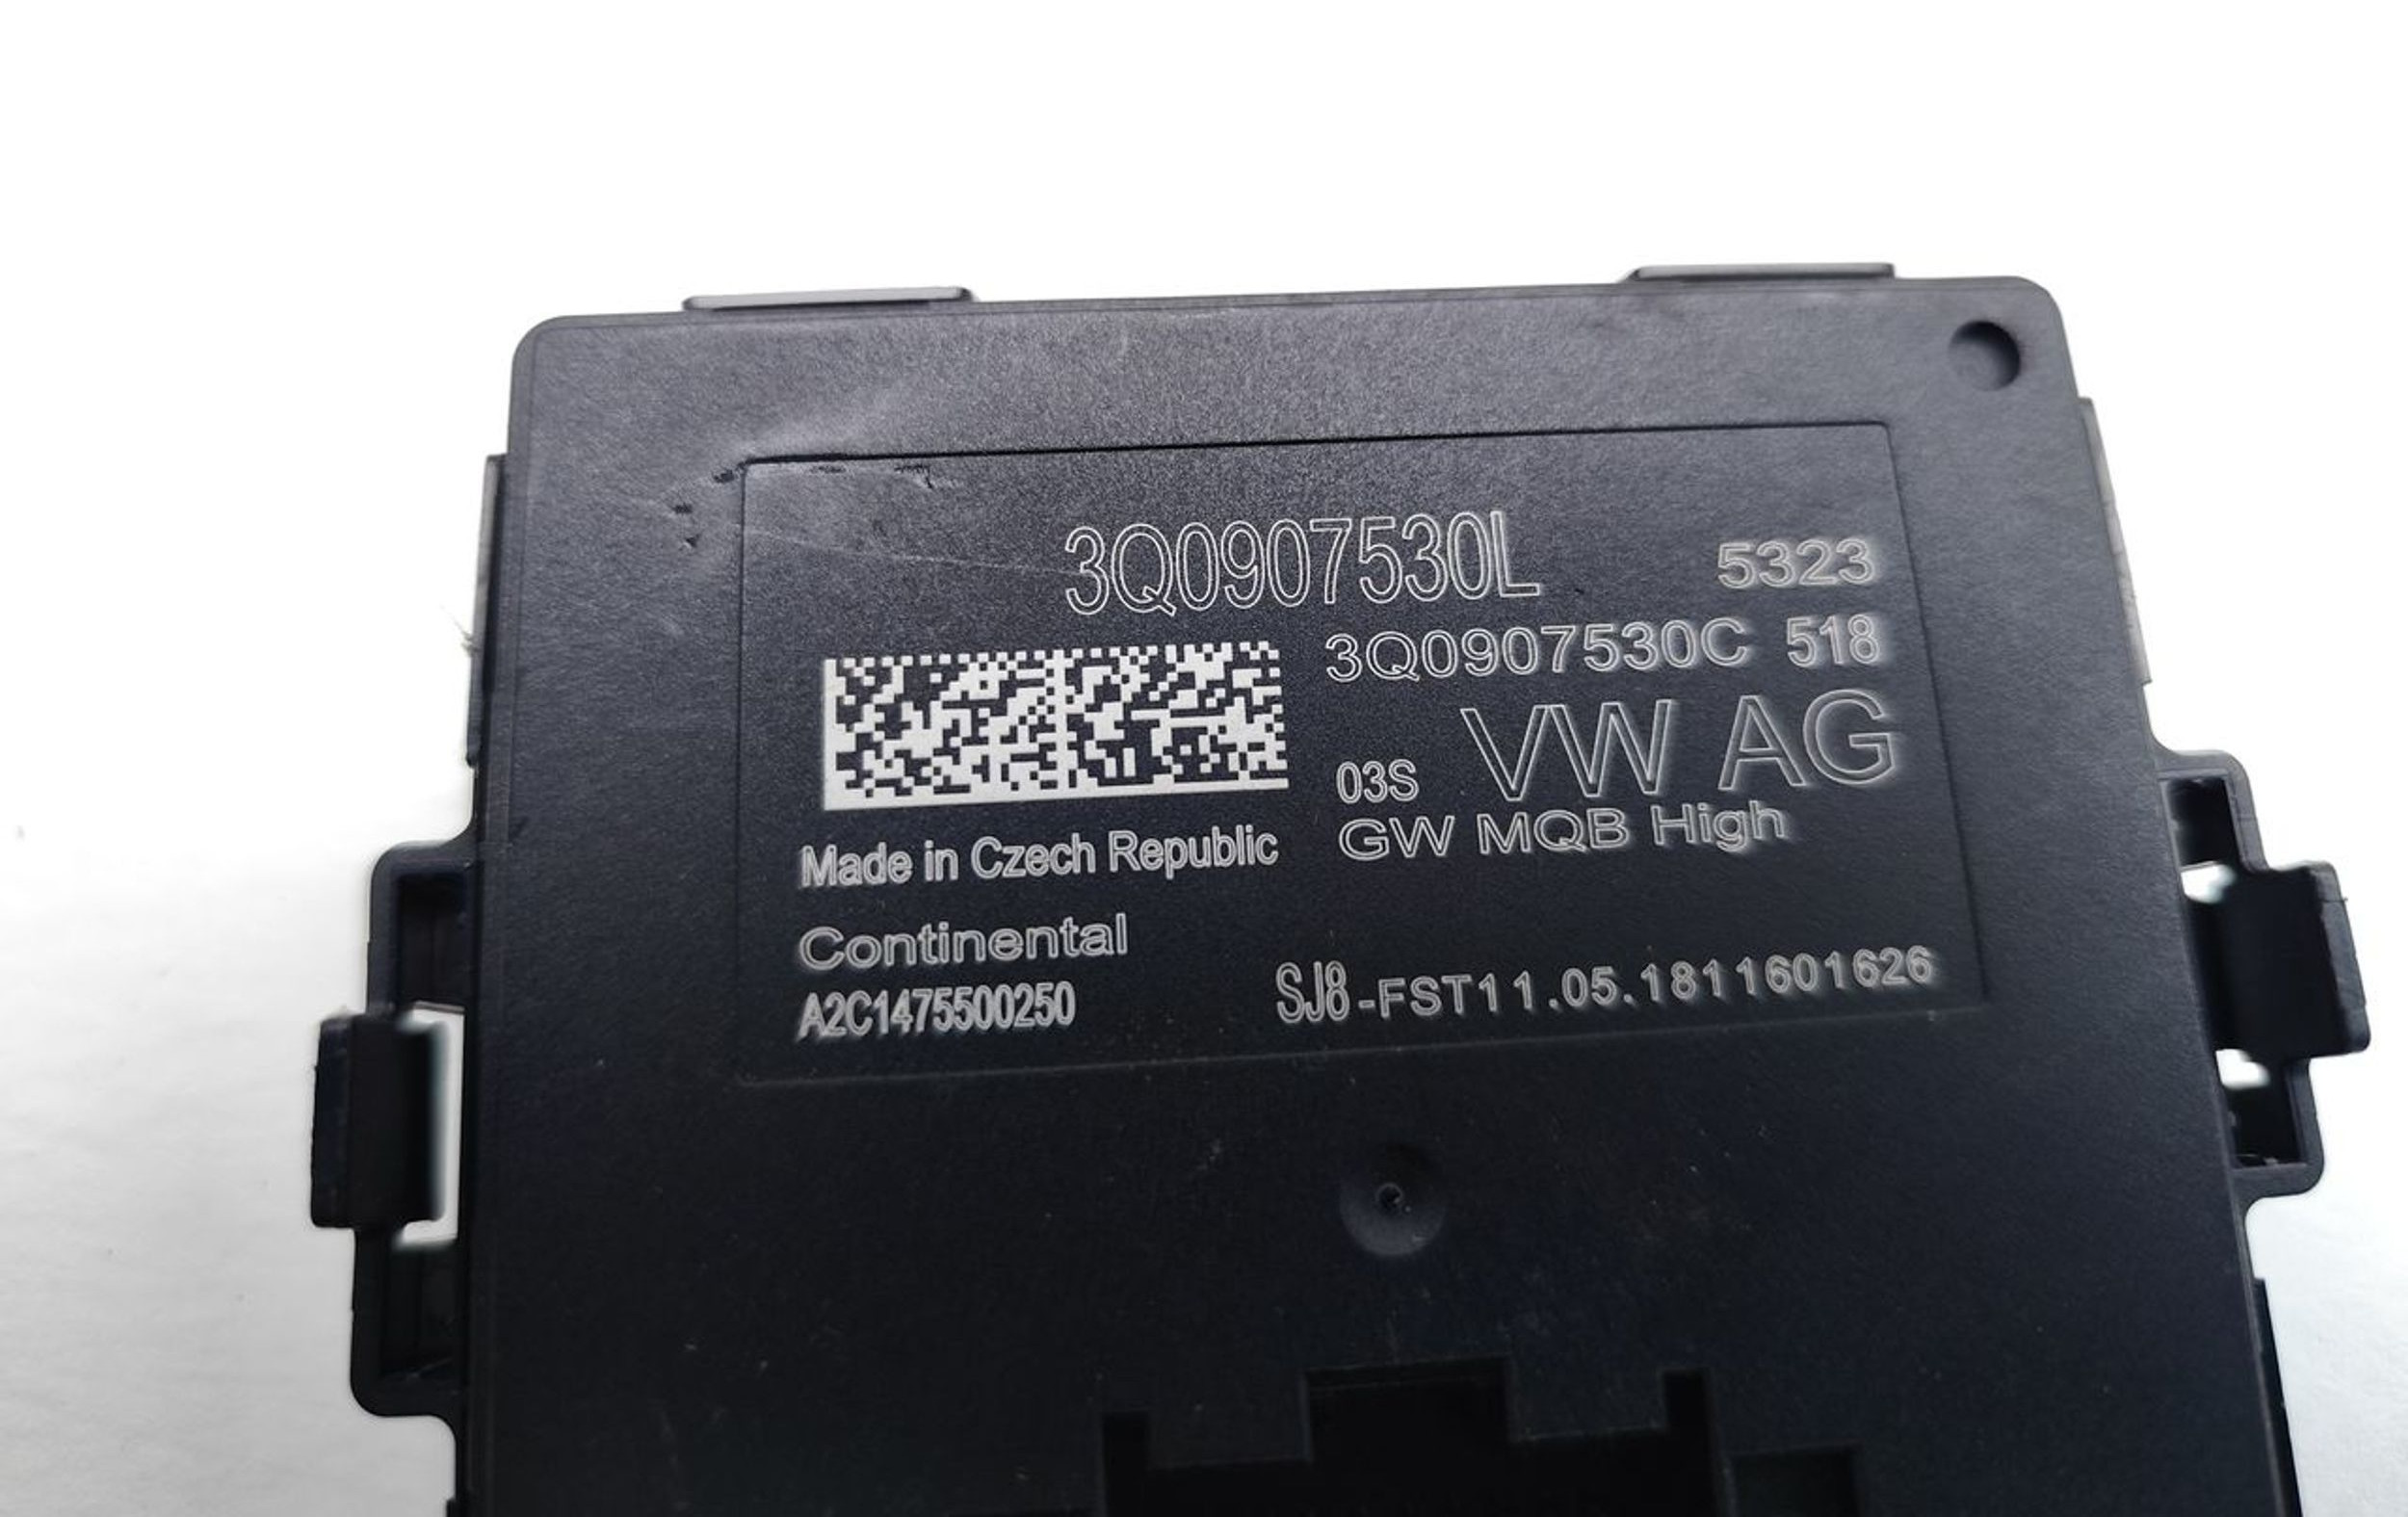 3Q0907530L 5323
3Q0907530C 518
03S VW AG
GW MQB High
Made in Czech Republic
Continental
A2C1475500250 SJ8-FST11.05.1811601626